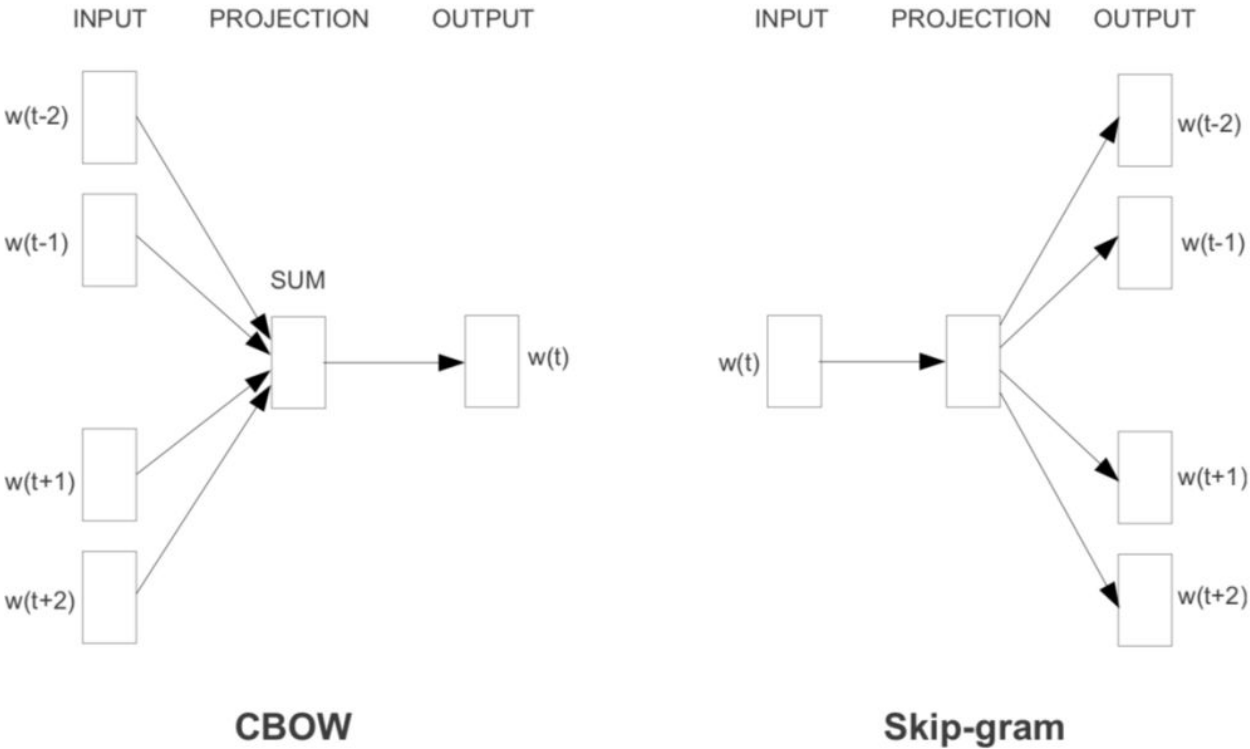 INPUT PROJECTION OUTPUT
w(t-2)
w(t-1)
SUM
w(t)
w(t+1)
w(t+2)
CBOW
INPUT PROJECTION OUTPUT
w(t-2)
w(t-1)
w(t)
w(t+1)
w(t+2)
Skip-gram